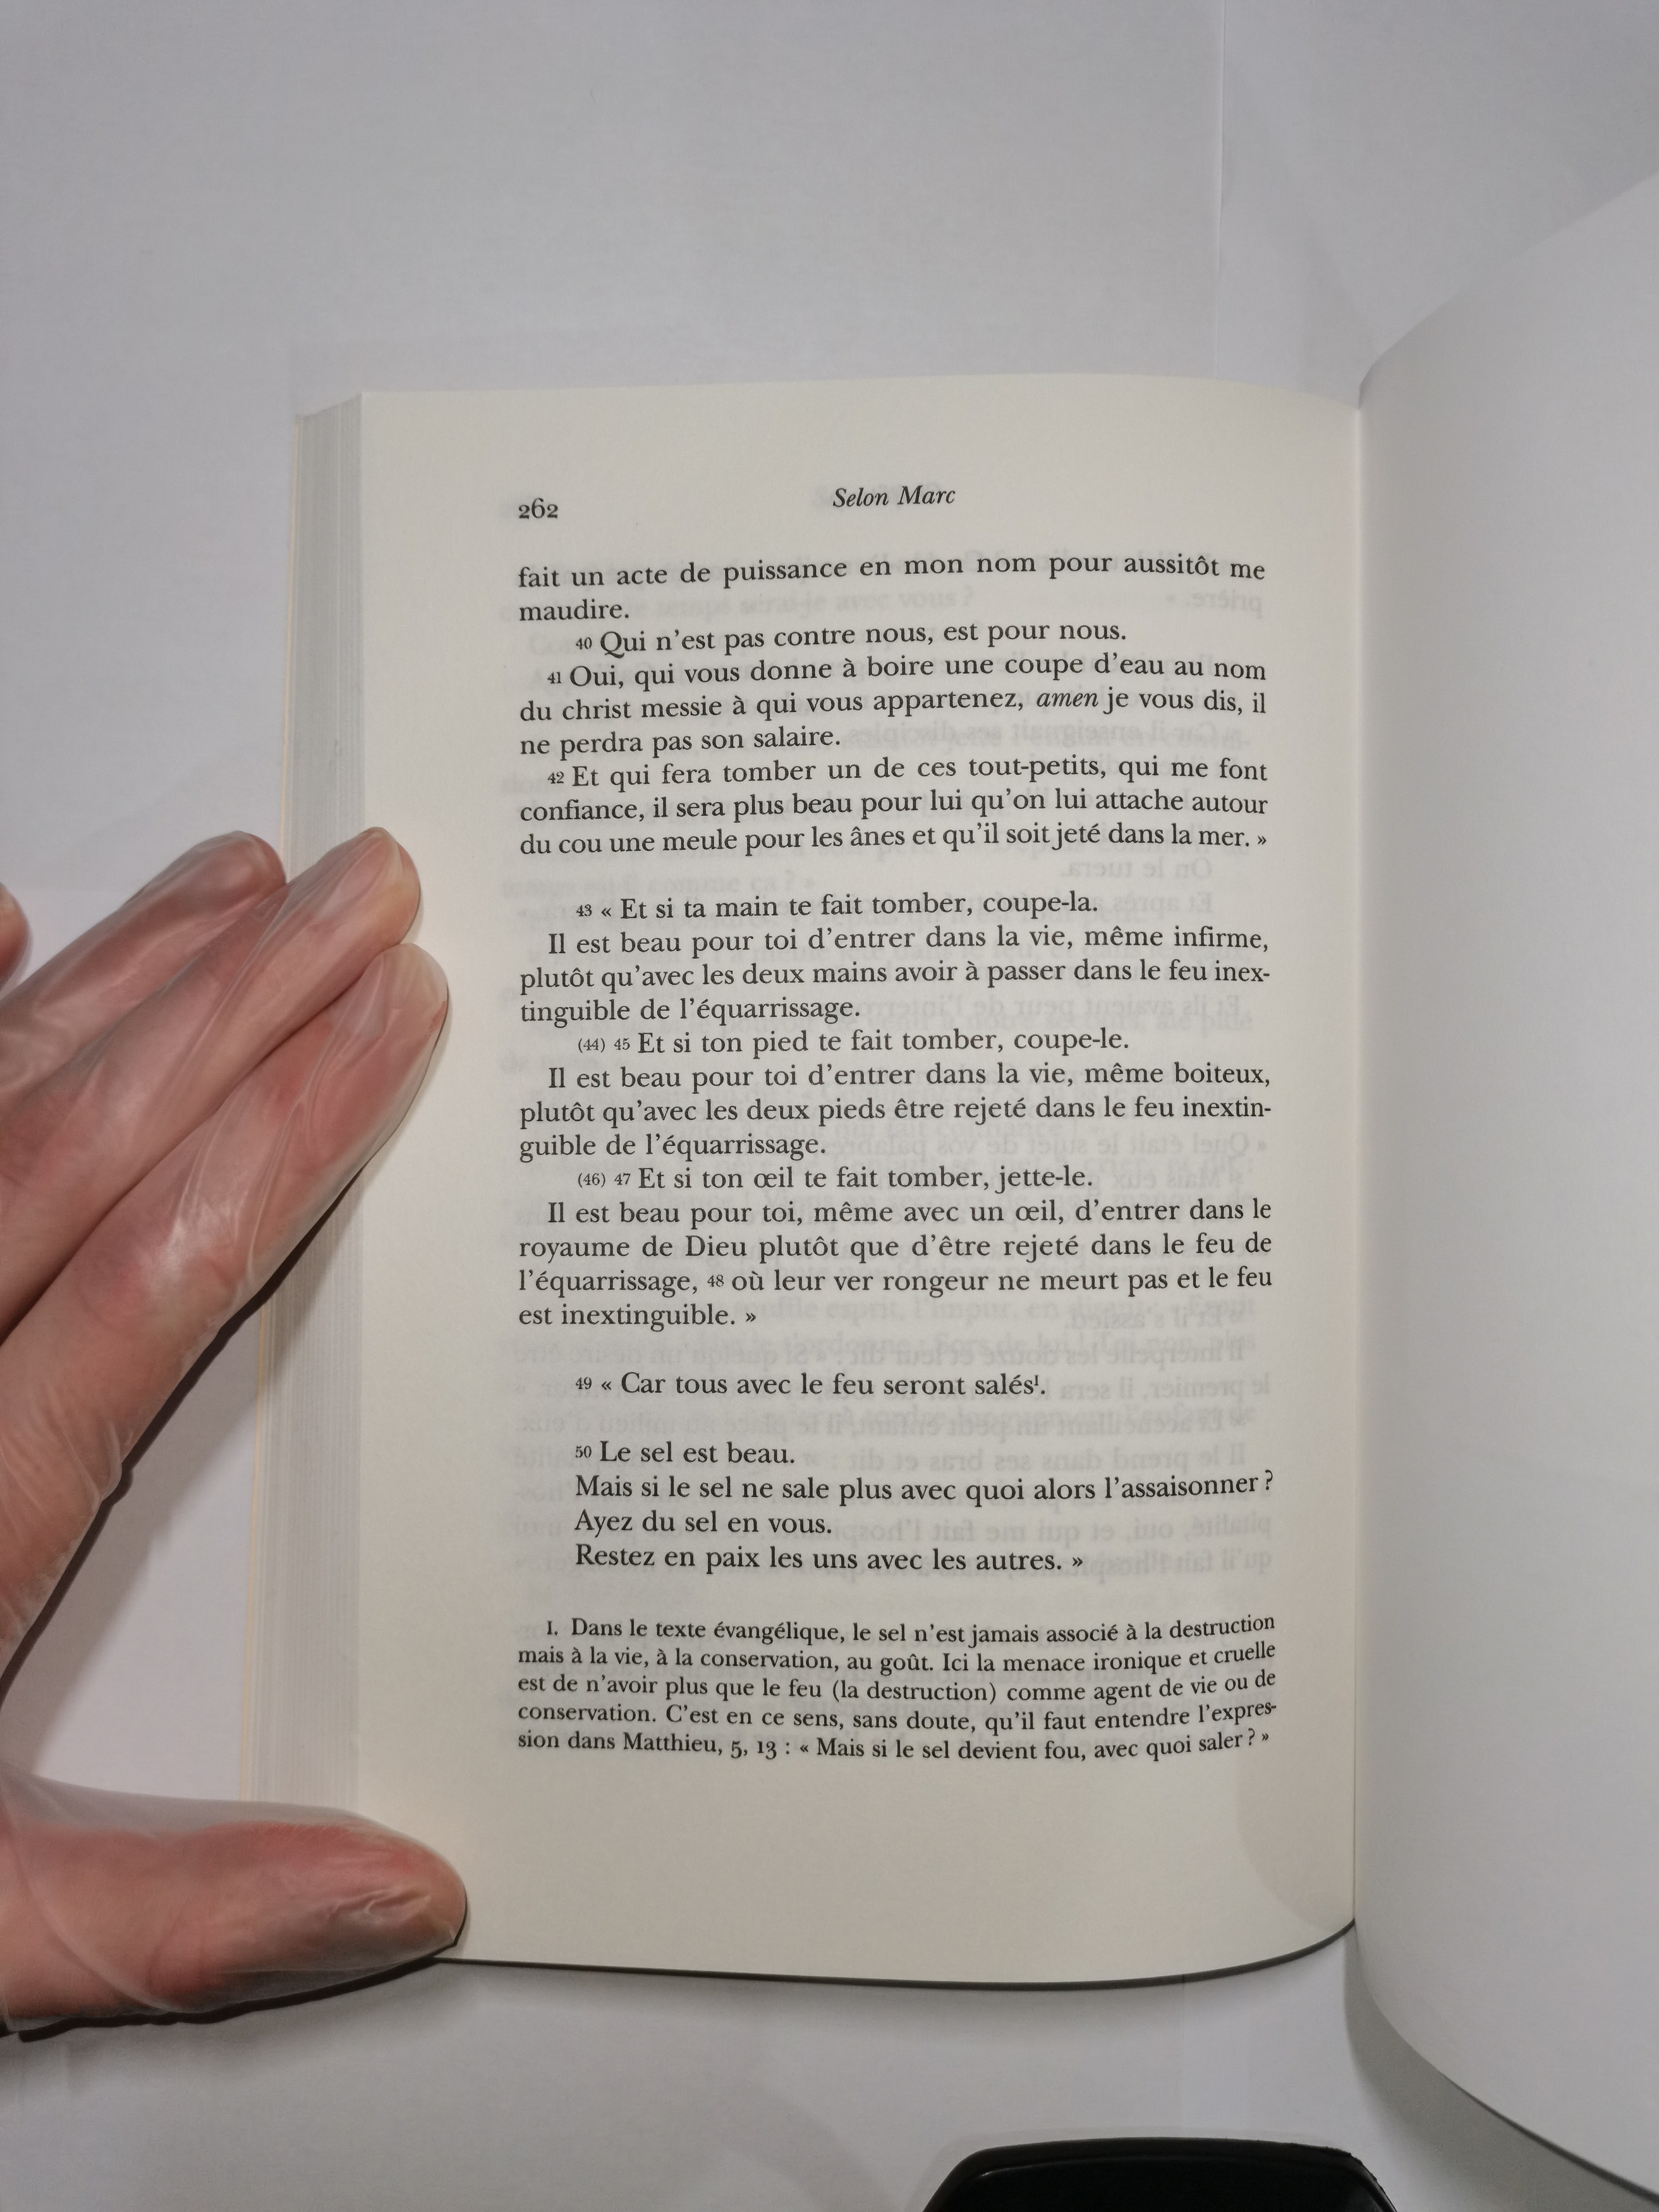 262
Selon Marc
fait un acte de puissance en mon nom pour aussitôt me
maudire.
40 Qui n'est pas contre nous, est pour nous.
41 Oui, qui vous donne à boire une coupe d'eau au nom
du christ messie à qui vous appartenez, amen je vous dis, il
ne perdra pas son salaire.
42 Et qui fera tomber un de ces tout-petits, qui me font
confiance, il sera plus beau pour lui qu'on lui attache autour
du cou une meule pour les ânes et qu'il soit jeté dans la mer. »
43 « Et si ta main te fait tomber, coupe-la.
Il est beau pour toi d'entrer dans la vie, même infirme,
plutôt qu'avec les deux mains avoir à passer dans le feu inex-
tinguible de l'équarrissage.
(44) 45 Et si ton pied te fait tomber, coupe-le.
Il est beau pour toi d'entrer dans la vie, même boiteux,
plutôt qu'avec les deux pieds être rejeté dans le feu inextin-
guible de l'équarrissage.
(46) 47 Et si ton œil te fait tomber, jette-le.
Il est beau pour toi, même avec un œil, d'entrer dans le
royaume de Dieu plutôt que d'être rejeté dans le feu de
l'équarrissage, 48 où leur ver rongeur ne meurt pas et le feu
est inextinguible. »
49 « Car tous avec le feu seront salés¹.
50 Le sel est beau.
Mais si le sel ne sale plus avec quoi alors l'assaisonner ?
Ayez du sel en vous.
Restez en paix les uns avec les autres. »
1. Dans le texte évangélique, le sel n'est jamais associé à la destruction
mais à la vie, à la conservation, au goût. Ici la menace ironique et cruelle
est de n'avoir plus que le feu (la destruction) comme agent de vie ou de
conservation. C'est en ce sens, sans doute, qu'il faut entendre l'expres-
sion dans Matthieu, 5, 13 : « Mais si le sel devient fou, avec quoi saler ? »